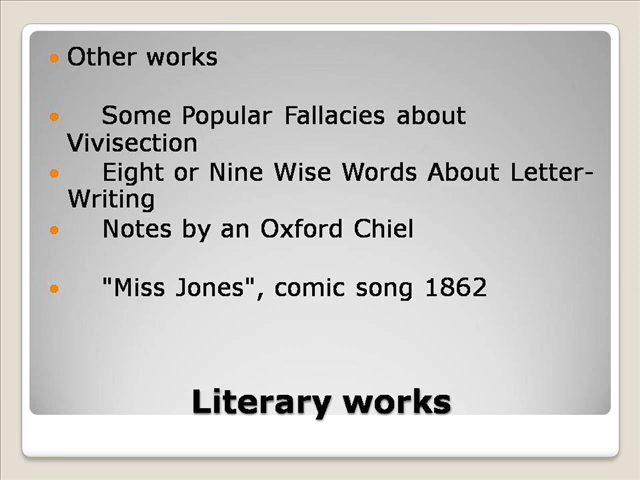 Other works
Some Popular Fallacies about
Vivisection
Eight or Nine Wise Words About Letter-
Writing
Notes by an Oxford Chiel
"Miss Jones", comic song 1862
Literary works